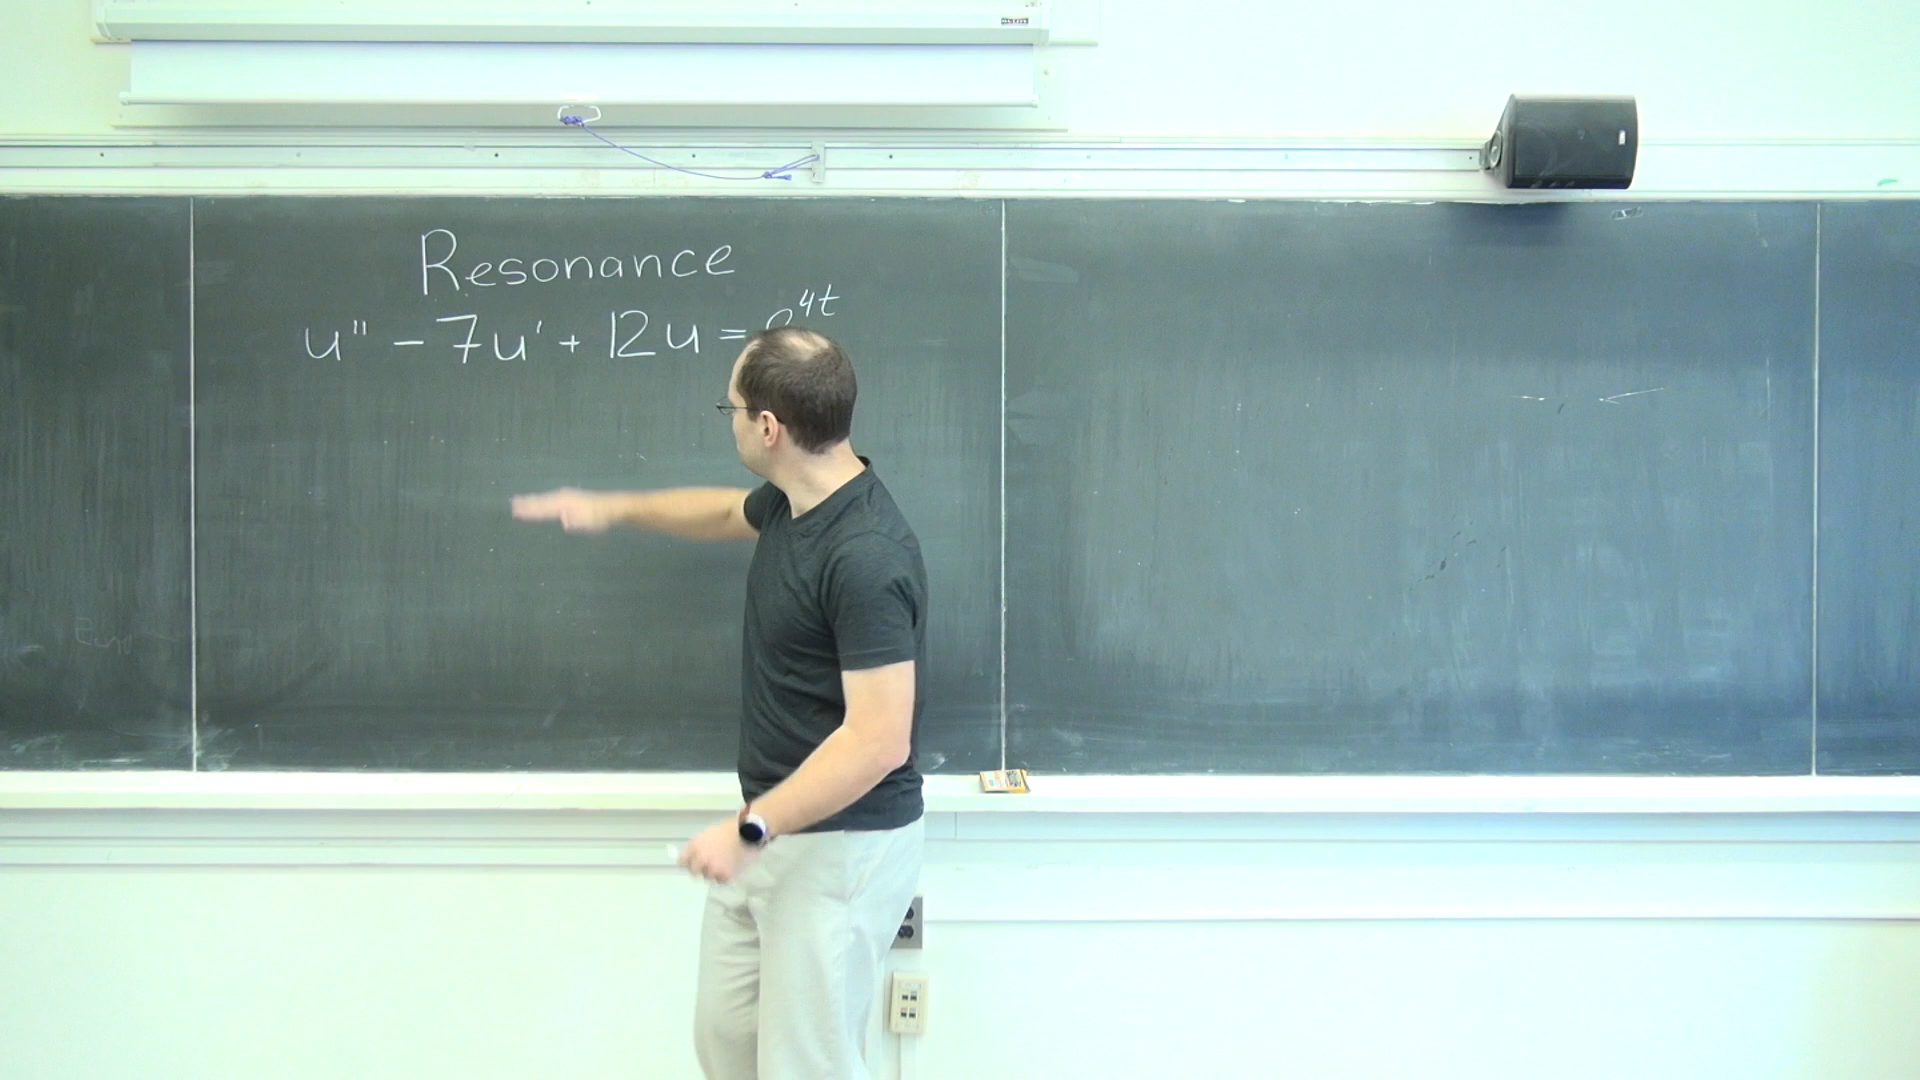 Resonance
u'' - 7u' + 12u = e^{4t}